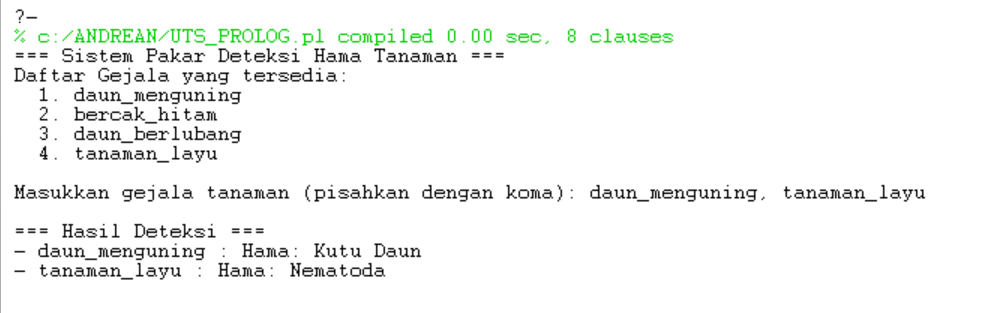 ?-
% c:/ANDREAN/UTS_PROLOG.pl compiled 0.00 sec, 8 clauses
=== Sistem Pakar Deteksi Hama Tanaman ===
Daftar Gejala yang tersedia:
  1. daun_menguning
  2. bercak_hitam
  3. daun_berlubang
  4. tanaman_layu

Masukkan gejala tanaman (pisahkan dengan koma): daun_menguning, tanaman_layu

=== Hasil Deteksi ===
- daun_menguning : Hama: Kutu Daun
- tanaman_layu : Hama: Nematoda